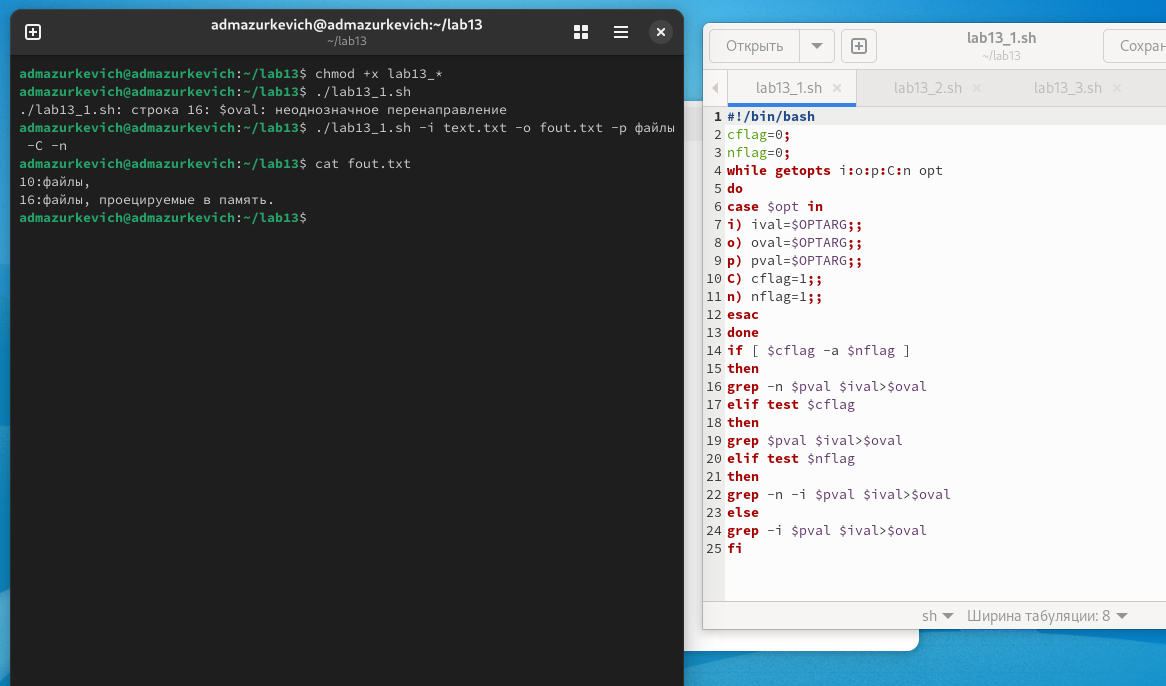 admazurkevich@admazurkevich:~/lab13
~/lab13
admazurkevich@admazurkevich:~/lab13$ chmod +x lab13_*
admazurkevich@admazurkevich:~/lab13$ ./lab13_1.sh
./lab13_1.sh: строка 16: $oval: неоднозначное перенаправление
admazurkevich@admazurkevich:~/lab13$ ./lab13_1.sh -i text.txt -o fout.txt -p файлы
-C -n
admazurkevich@admazurkevich:~/lab13$ cat fout.txt
10:файлы,
16:файлы, проецируемые в память.
admazurkevich@admazurkevich:~/lab13$
Открыть
lab13_1.sh
~/lab13
Сохран
lab13_1.sh
lab13_2.sh
lab13_3.sh
1 #!/bin/bash
2 cflag=0;
3 nflag=0;
4 while getopts i:o:p:C:n opt
5 do
6 case $opt in
7 i) ival=$OPTARG;;
8 o) oval=$OPTARG;;
9 p) pval=$OPTARG;;
10 C) cflag=1;;
11 n) nflag=1;;
12 esac
13 done
14 if [ $cflag -a $nflag ]
15 then
16 grep -n $pval $ival>$oval
17 elif test $cflag
18 then
19 grep $pval $ival>$oval
20 elif test $nflag
21 then
22 grep -n -i $pval $ival>$oval
23 else
24 grep -i $pval $ival>$oval
25 fi
sh
Ширина табуляции: 8